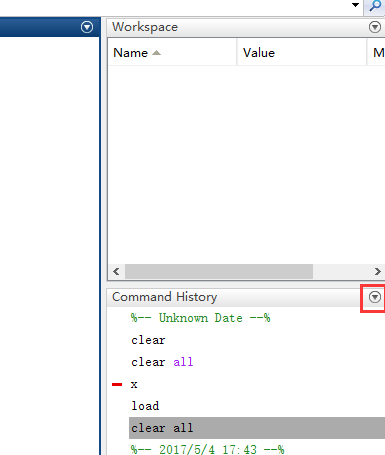 Workspace
Name Value M
Command History
%-- Unknown Date --%
clear
clear all
x
load
clear all
%-- 2017/5/4 17:43 --%